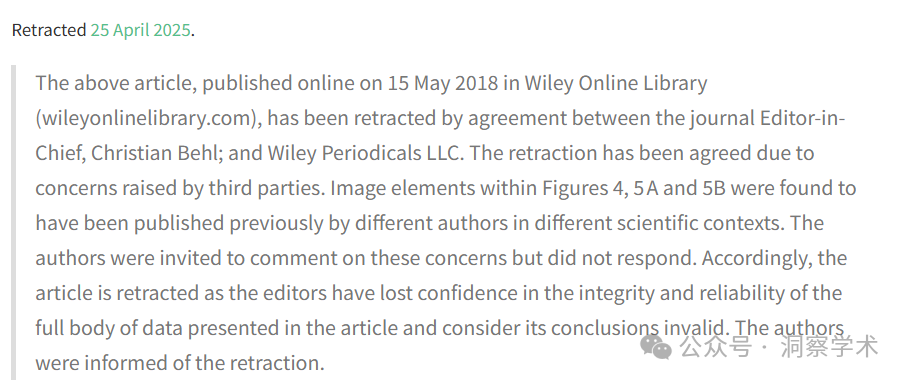 Retracted 25 April 2025.
The above article, published online on 15 May 2018 in Wiley Online Library
(wileyonlinelibrary.com), has been retracted by agreement between the journal Editor-in-
Chief, Christian Behl; and Wiley Periodicals LLC. The retraction has been agreed due to
concerns raised by third parties. Image elements within Figures 4, 5A and 5B were found to
have been published previously by different authors in different scientific contexts. The
authors were invited to comment on these concerns but did not respond. Accordingly, the
article is retracted as the editors have lost confidence in the integrity and reliability of the
full body of data presented in the article and consider its conclusions invalid. The authors
were informed of the retraction.
公众号 · 洞察学术